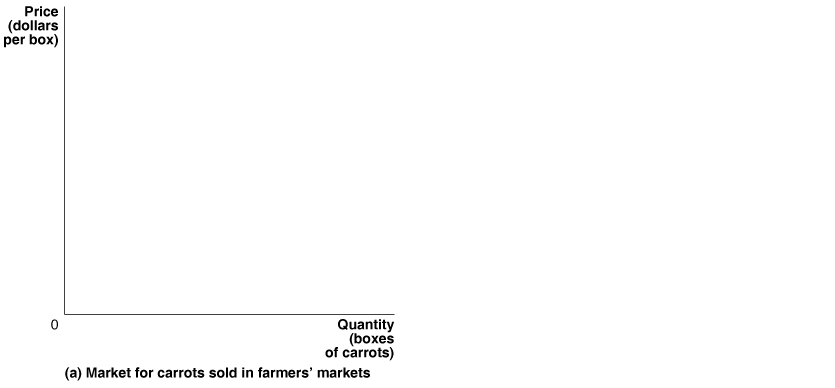 Price
(dollars
per box)
0
Quantity
(boxes
of carrots)
(a) Market for carrots sold in farmers’ markets